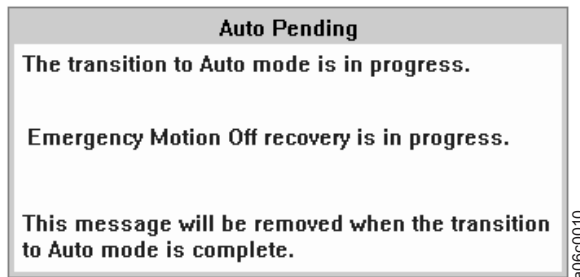 Auto Pending
The transition to Auto mode is in progress.
Emergency Motion Off recovery is in progress.
This message will be removed when the transition
to Auto mode is complete.
a06c0010